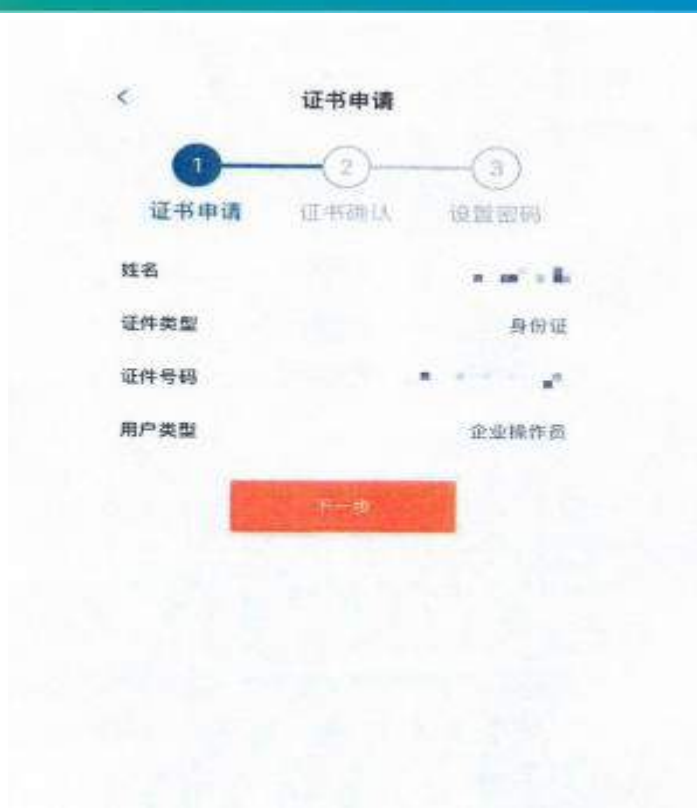 证书申请
1 2 3
证书申请 证书确认 设置密码
姓名
证件类型 身份证
证件号码
用户类型 企业操作员
下一步